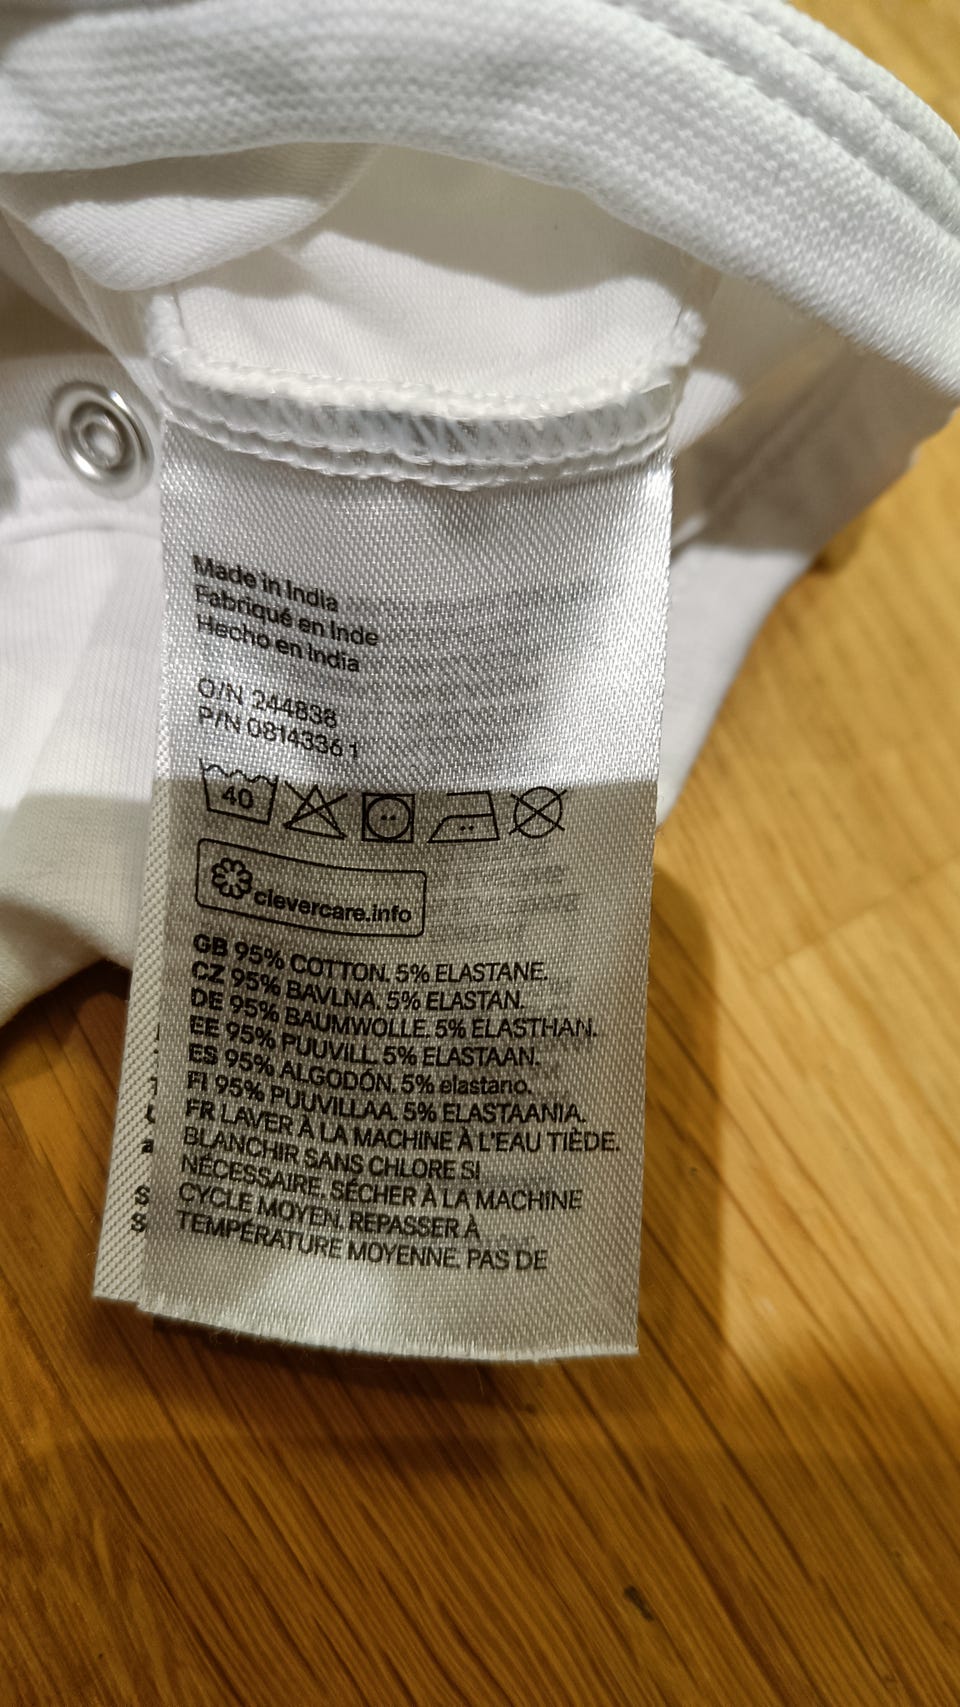 Made in India
Fabriqué en Inde
Hecho en India
O/N 244838
P/N 08143361
40
clevercare.info
GB 95% COTTON. 5% ELASTANE.
CZ 95% BAVLNA. 5% ELASTAN.
DE 95% BAUMWOLLE. 5% ELASTHAN.
EE 95% PUUVILL. 5% ELASTAAN.
ES 95% ALGODÓN. 5% elastano.
FI 95% PUUVILLAA. 5% ELASTAANIA.
FR LAVER À LA MACHINE À L'EAU TIÈDE.
BLANCHIR SANS CHLORE SI
NÉCESSAIRE. SÉCHER À LA MACHINE
CYCLE MOYEN. REPASSER À
TEMPÉRATURE MOYENNE. PAS DE